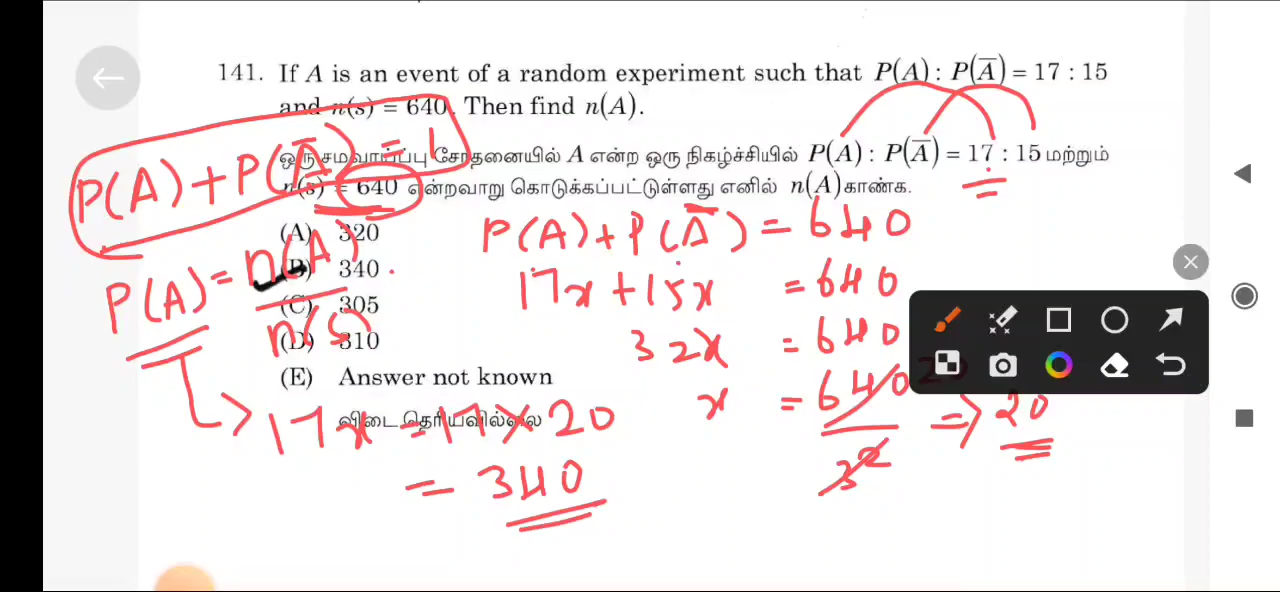 141. If A is an event of a random experiment such that P(A) : P(A̅) = 17 : 15
and n(s) = 640. Then find n(A).
P(A) + P(A̅) = 1
ஒரு சமவாய்ப்பு சோதனையில் A என்ற ஒரு நிகழ்ச்சியில் P(A) : P(A̅) = 17 : 15 மற்றும்
n(s) = 640 என்றவாறு கொடுக்கப்பட்டுள்ளது எனில் n(A) காண்க.
(A) 320
(B) 340
(C) 305
(D) 310
(E) Answer not known
விடை தெரியவில்லை
P(A) = n(A)
n(s)
17x = 17 × 20
= 340
P(A) + P(A̅) = 640
17x + 15x = 640
32x = 640
x = 640
32
=> 20